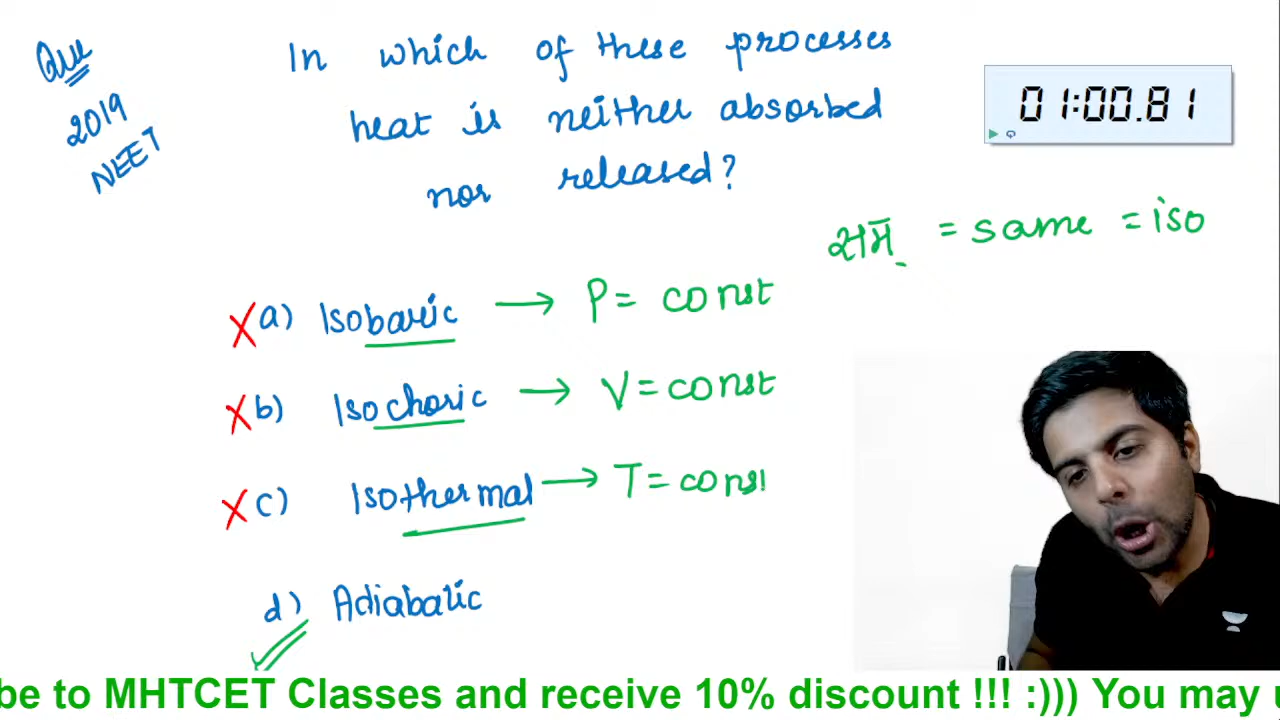 Que
2019
NEET
In which of these processes
heat is neither absorbed
nor released?
01:00.81
सम = same = iso
X a) Isobaric → P = const
X b) Isochoric → V = const
X c) Isothermal → T = const
d) Adiabatic
be to MHTCET Classes and receive 10% discount !!! :))) You may